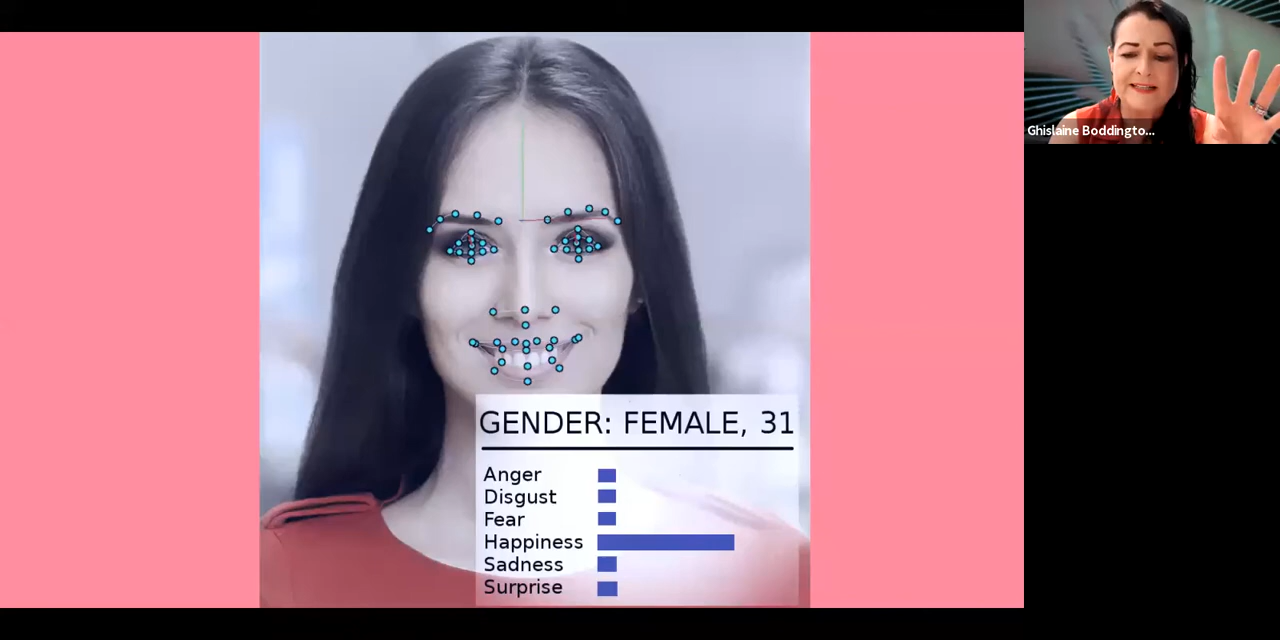 Ghislaine Boddingto...
GENDER: FEMALE, 31
Anger
Disgust
Fear
Happiness
Sadness
Surprise